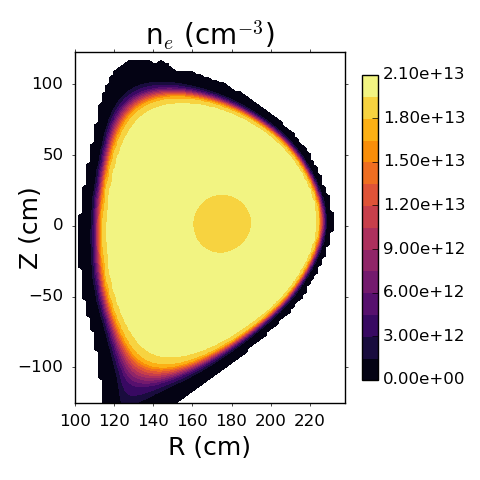 nₑ (cm⁻³)
100
50
0
−50
−100
Z (cm)
100 120 140 160 180 200 220
R (cm)
2.10e+13
1.80e+13
1.50e+13
1.20e+13
9.00e+12
6.00e+12
3.00e+12
0.00e+00